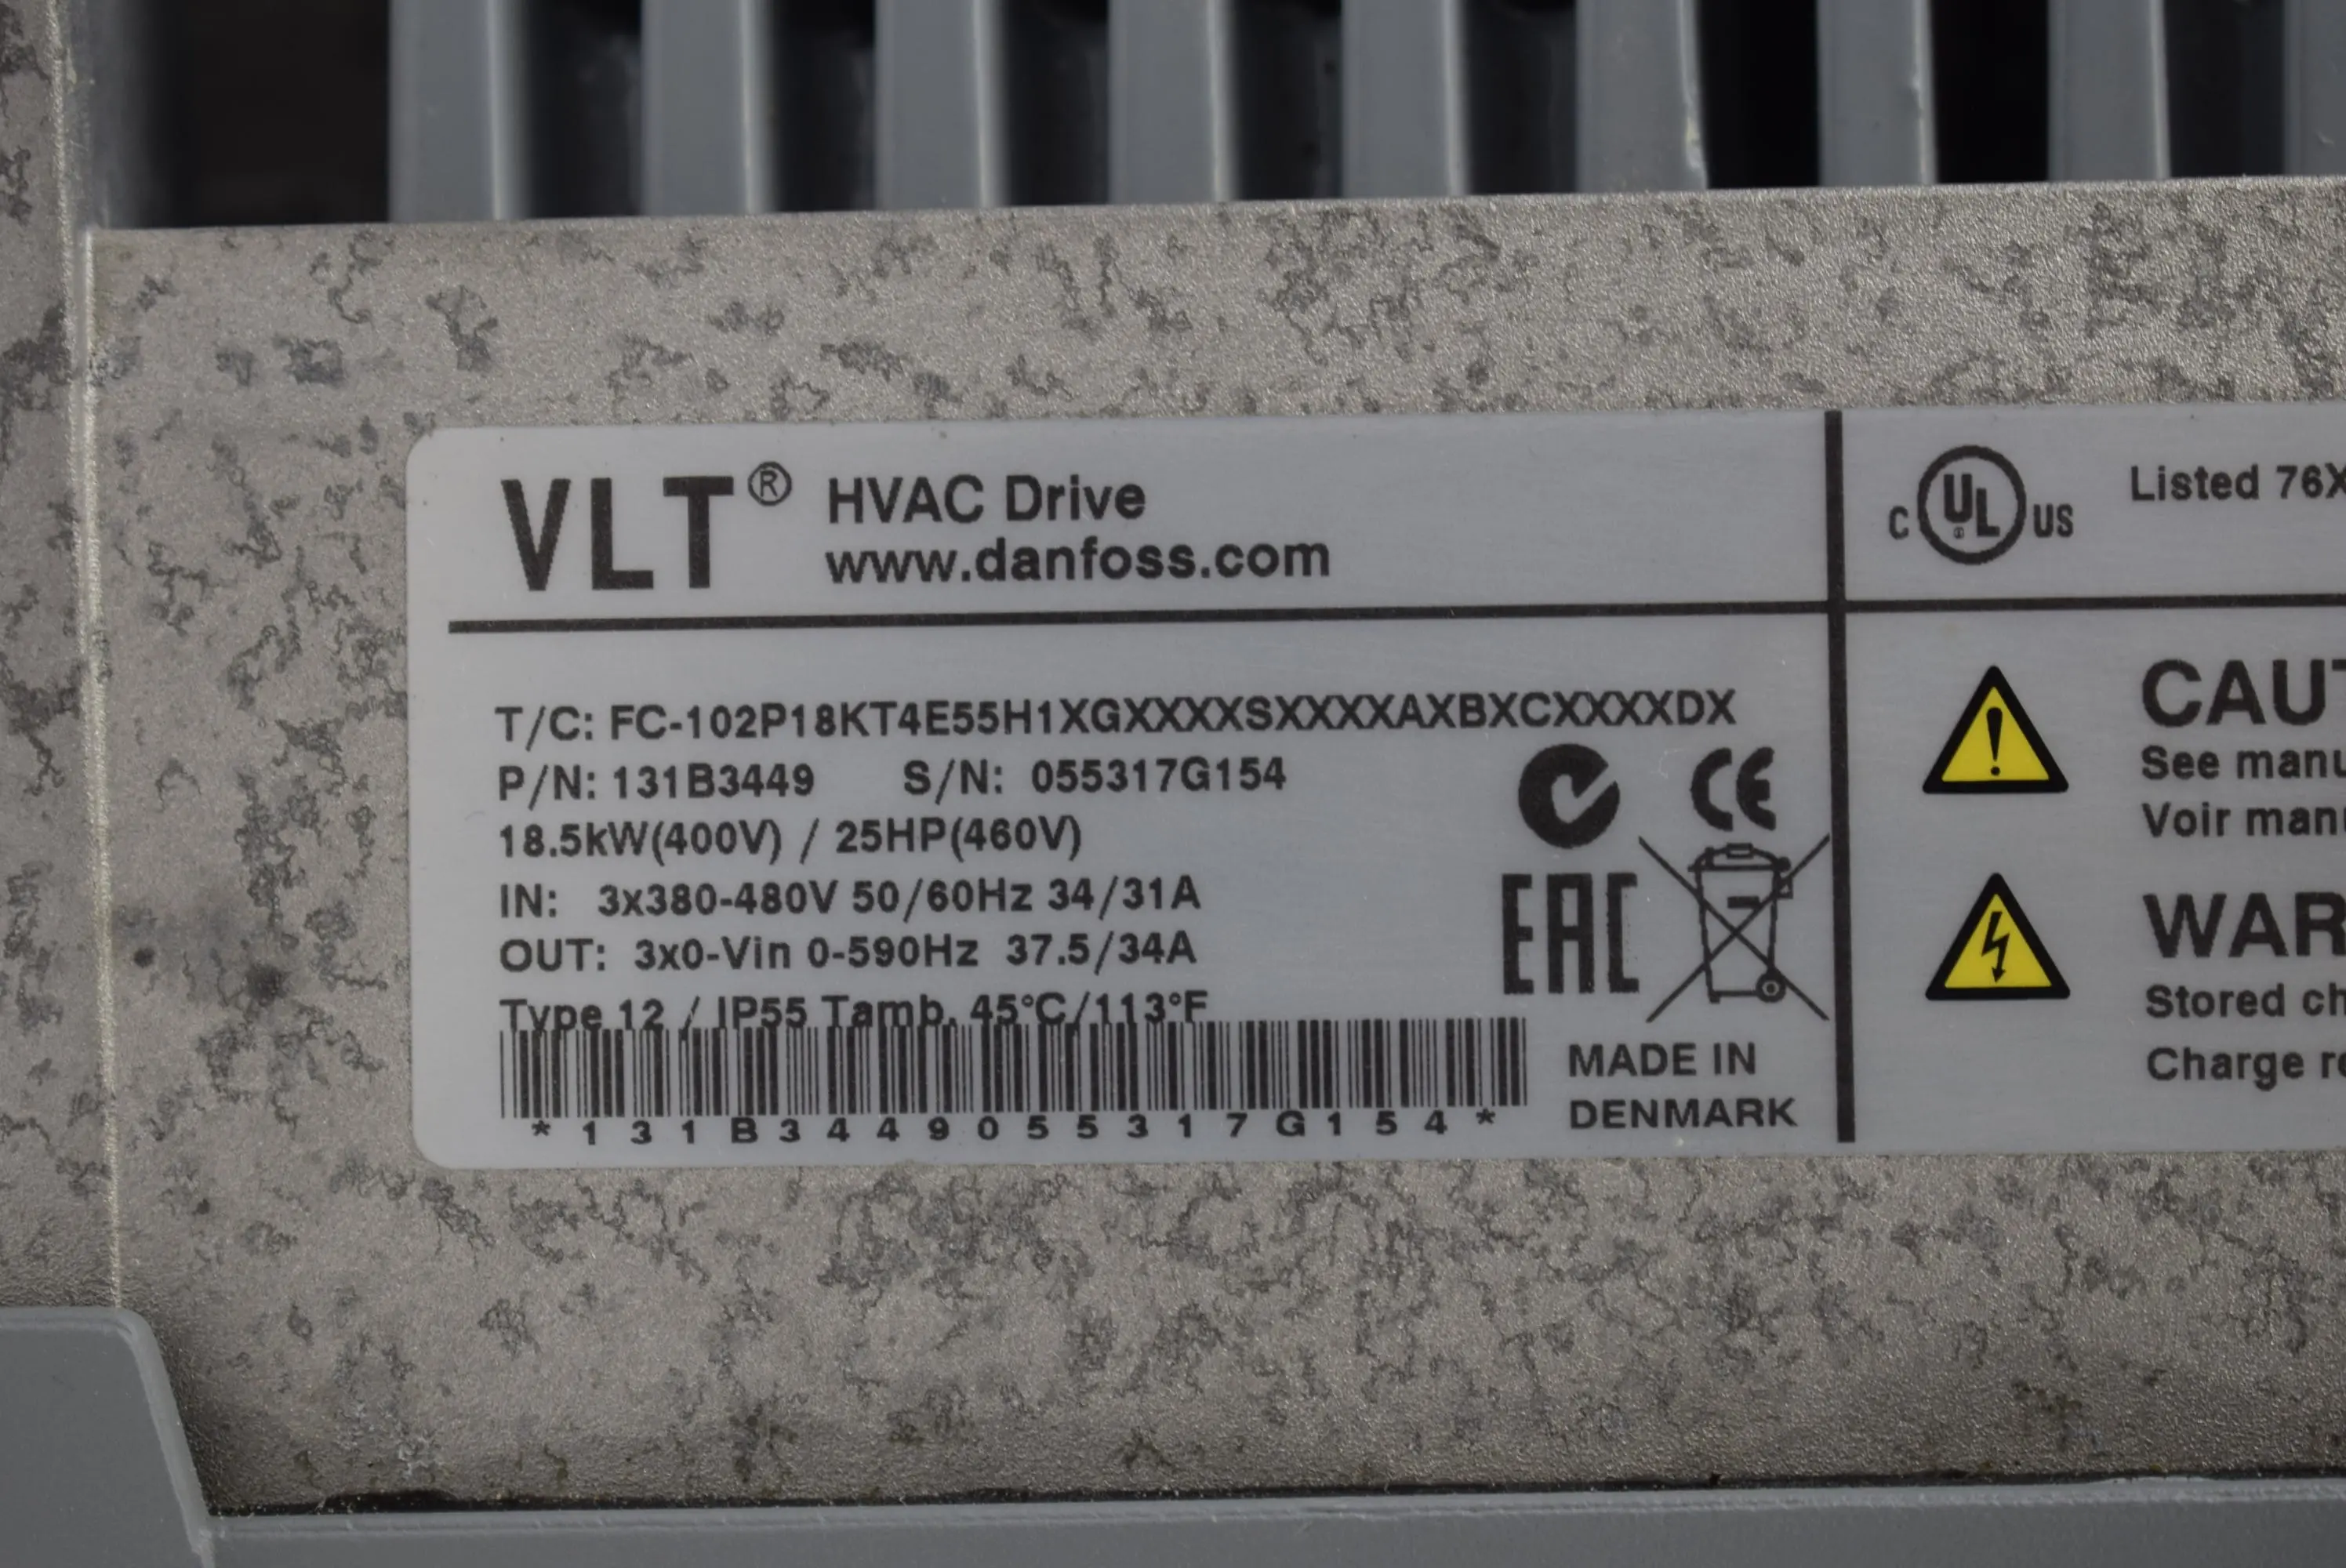 VLT® HVAC Drive
www.danfoss.com
T/C: FC-102P18KT4E55H1XGXXXXSXXXXAXBXCXXXXDX
P/N: 131B3449 S/N: 055317G154
18.5kW(400V) / 25HP(460V)
IN: 3x380-480V 50/60Hz 34/31A
OUT: 3x0-Vin 0-590Hz 37.5/34A
Type 12 / IP55 Tamb. 45°C/113°F
*131B3449055317G154*
CE
EAC
MADE IN
DENMARK
C UL US Listed 76X
CAUT
See manu
Voir man
WAR
Stored ch
Charge r